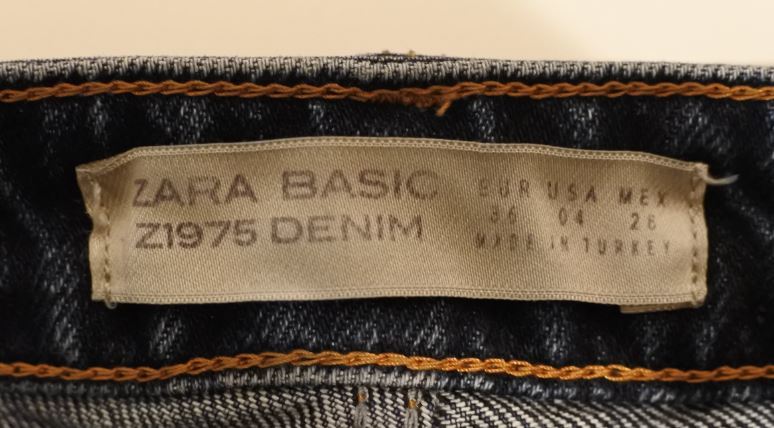 ZARA BASIC
Z1975 DENIM
EUR USA MEX
36 04 26
MADE IN TURKEY